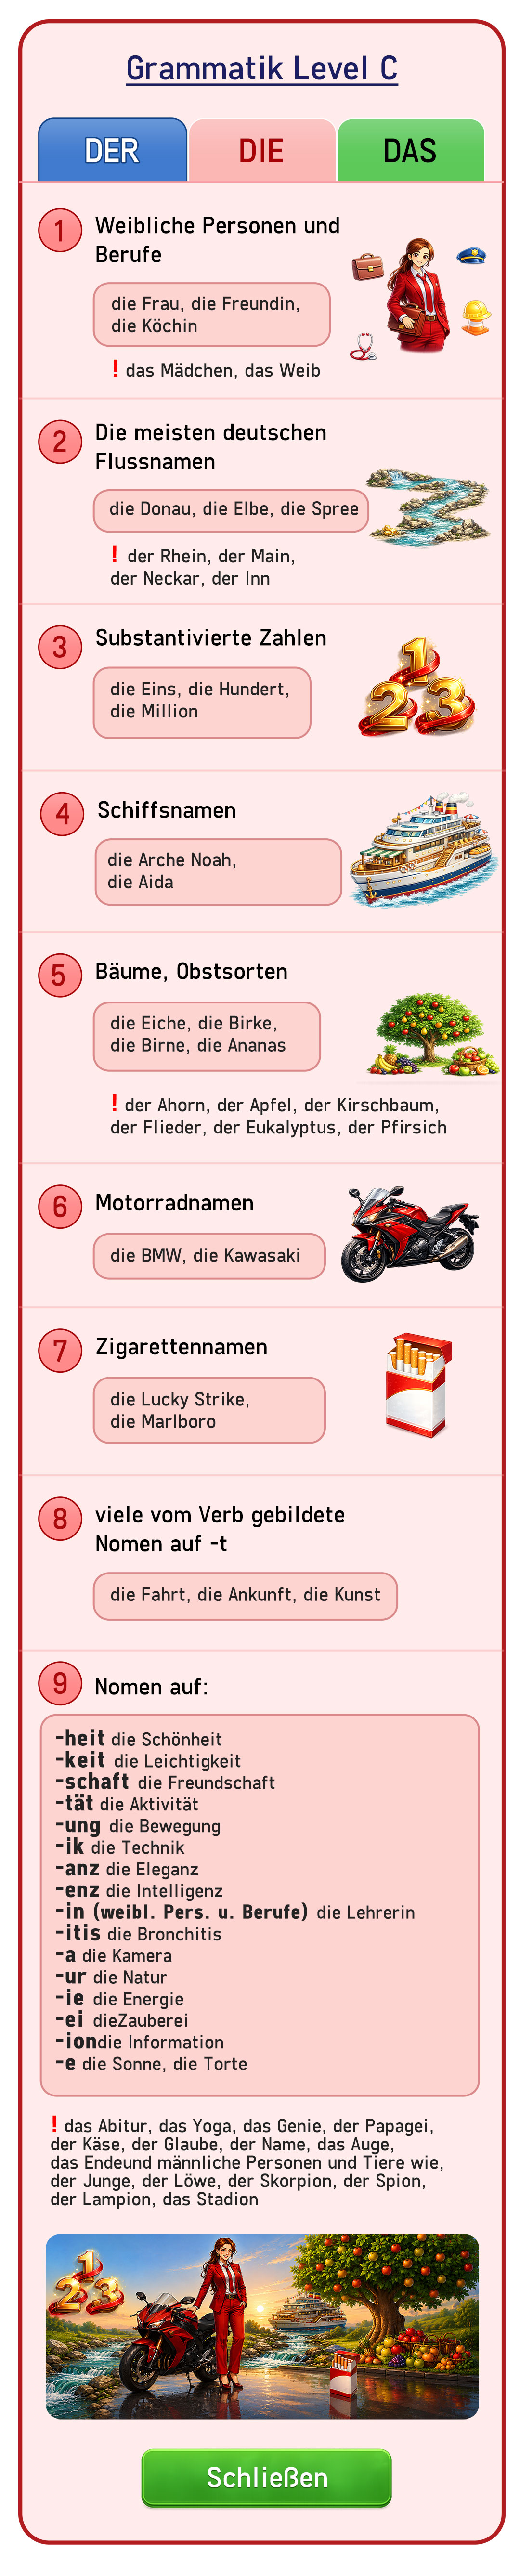 Grammatik Level C
DER DIE DAS
1 Weibliche Personen und
Berufe
die Frau, die Freundin,
die Köchin
! das Mädchen, das Weib
2 Die meisten deutschen
Flussnamen
die Donau, die Elbe, die Spree
! der Rhein, der Main,
der Neckar, der Inn
3 Substantivierte Zahlen
die Eins, die Hundert,
die Million
1
2 3
4 Schiffsnamen
die Arche Noah,
die Aida
5 Bäume, Obstsorten
die Eiche, die Birke,
die Birne, die Ananas
! der Ahorn, der Apfel, der Kirschbaum,
der Flieder, der Eukalyptus, der Pfirsich
6 Motorradnamen
die BMW, die Kawasaki
7 Zigarettennamen
die Lucky Strike,
die Marlboro
8 viele vom Verb gebildete
Nomen auf -t
die Fahrt, die Ankunft, die Kunst
9 Nomen auf:
-heit die Schönheit
-keit die Leichtigkeit
-schaft die Freundschaft
-tät die Aktivität
-ung die Bewegung
-ik die Technik
-anz die Eleganz
-enz die Intelligenz
-in (weibl. Pers. u. Berufe) die Lehrerin
-itis die Bronchitis
-a die Kamera
-ur die Natur
-ie die Energie
-ei dieZauberei
-iondie Information
-e die Sonne, die Torte
! das Abitur, das Yoga, das Genie, der Papagei,
der Käse, der Glaube, der Name, das Auge,
das Endeund männliche Personen und Tiere wie,
der Junge, der Löwe, der Skorpion, der Spion,
der Lampion, das Stadion
1
2 3
Schließen